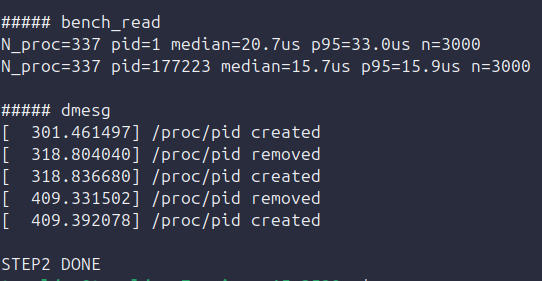 ##### bench_read
N_proc=337 pid=1 median=20.7us p95=33.0us n=3000
N_proc=337 pid=177223 median=15.7us p95=15.9us n=3000
##### dmesg
[  301.461497] /proc/pid created
[  318.804040] /proc/pid removed
[  318.836680] /proc/pid created
[  409.331502] /proc/pid removed
[  409.392078] /proc/pid created
STEP2 DONE